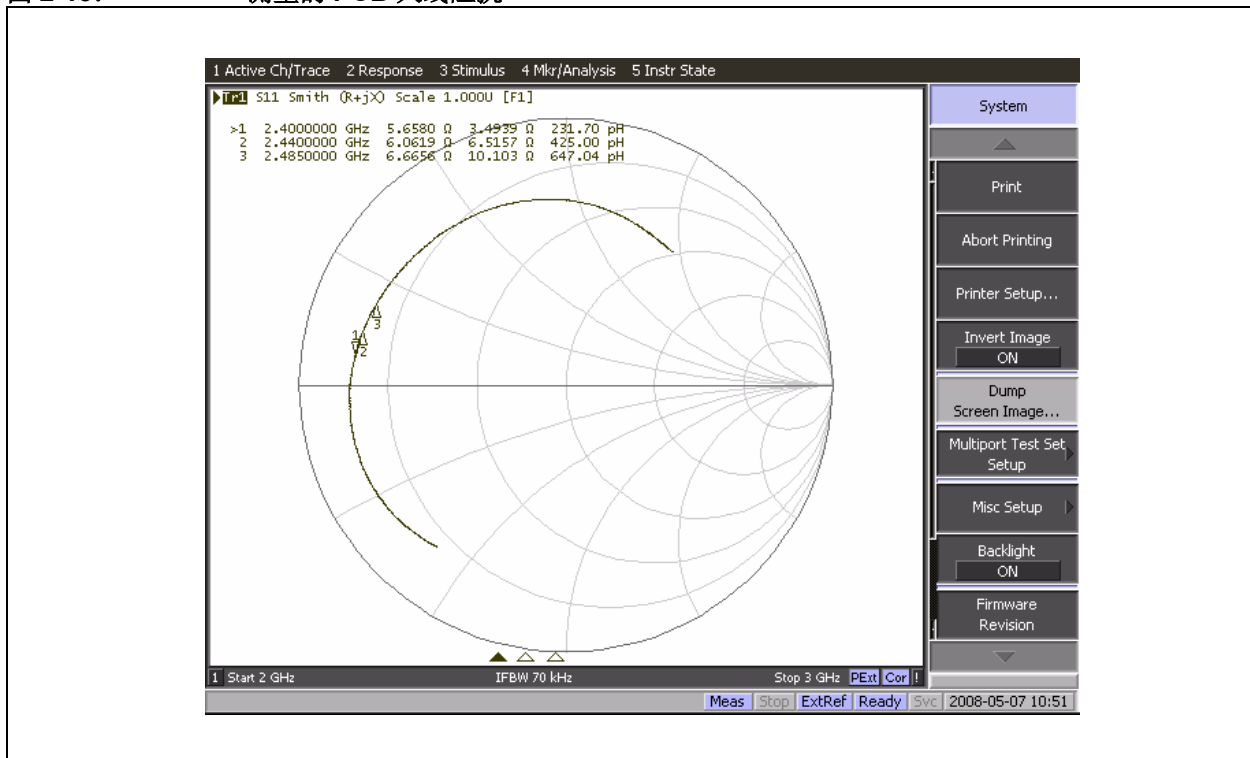 1 Active Ch/Trace 2 Response 3 Stimulus 4 Mkr/Analysis 5 Instr State
Tr1 S11 Smith (R+jX) Scale 1.000U [F1]
>1 2.4000000 GHz 5.6580 Ω 3.4939 Ω 231.70 pH
2 2.4400000 GHz 6.0619 Ω 6.5157 Ω 425.00 pH
3 2.4850000 GHz 6.6656 Ω 10.103 Ω 647.04 pH
1
2
3
System
Print
Abort Printing
Printer Setup...
Invert Image
ON
Dump
Screen Image...
Multiport Test Set
Setup
Misc Setup
Backlight
ON
Firmware
Revision
1 Start 2 GHz IFBW 70 kHz Stop 3 GHz PExt Cor !
Meas Stop ExtRef Ready Svc 2008-05-07 10:51